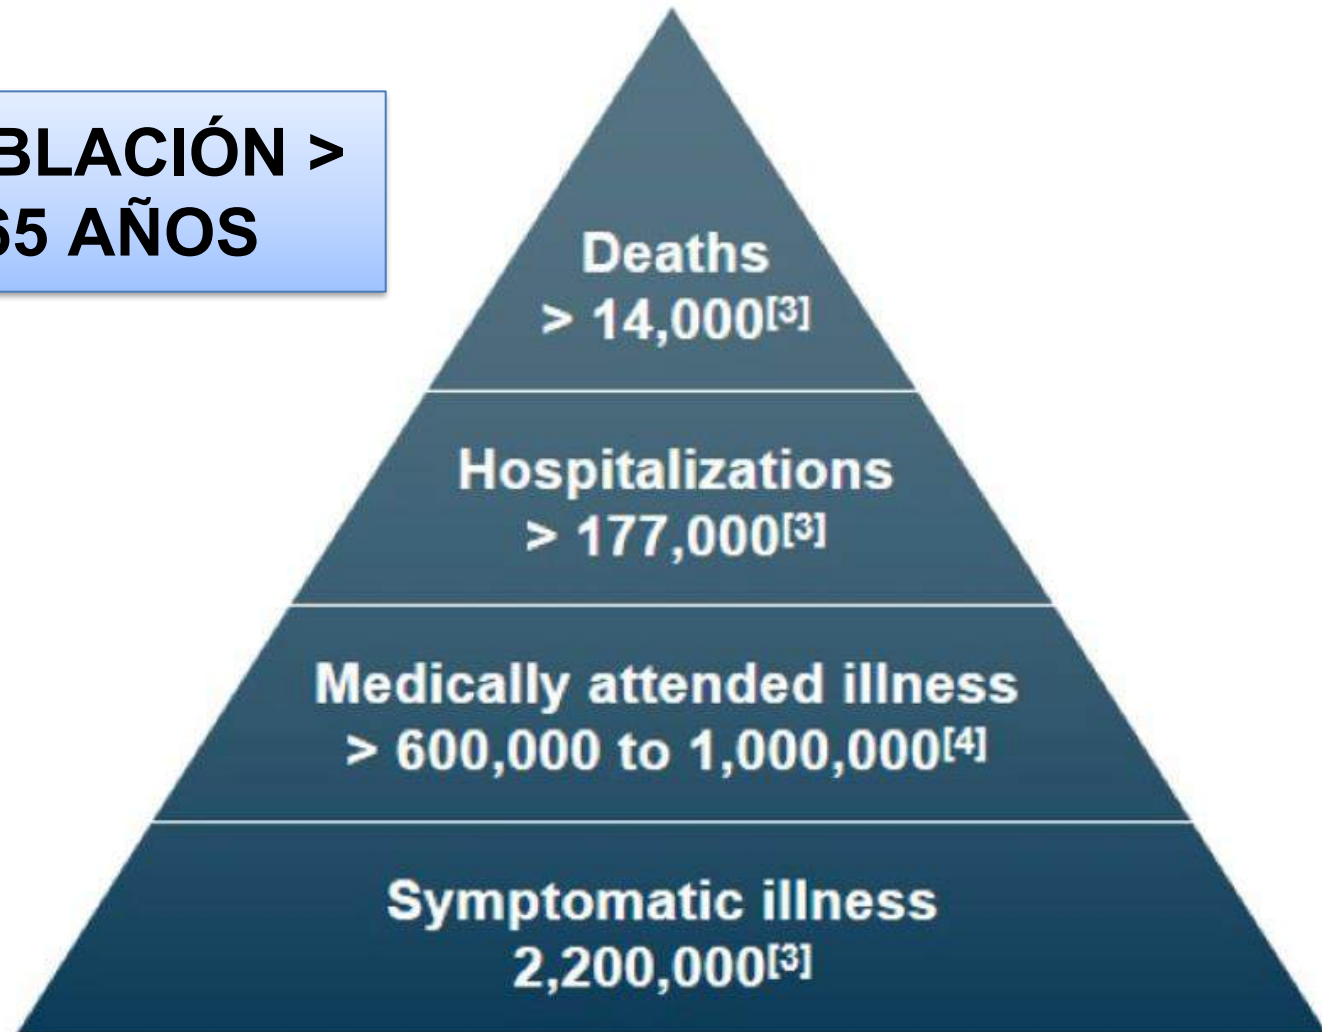 BLACIÓN >
65 AÑOS
Deaths
> 14,000[3]
Hospitalizations
> 177,000[3]
Medically attended illness
> 600,000 to 1,000,000[4]
Symptomatic illness
2,200,000[3]